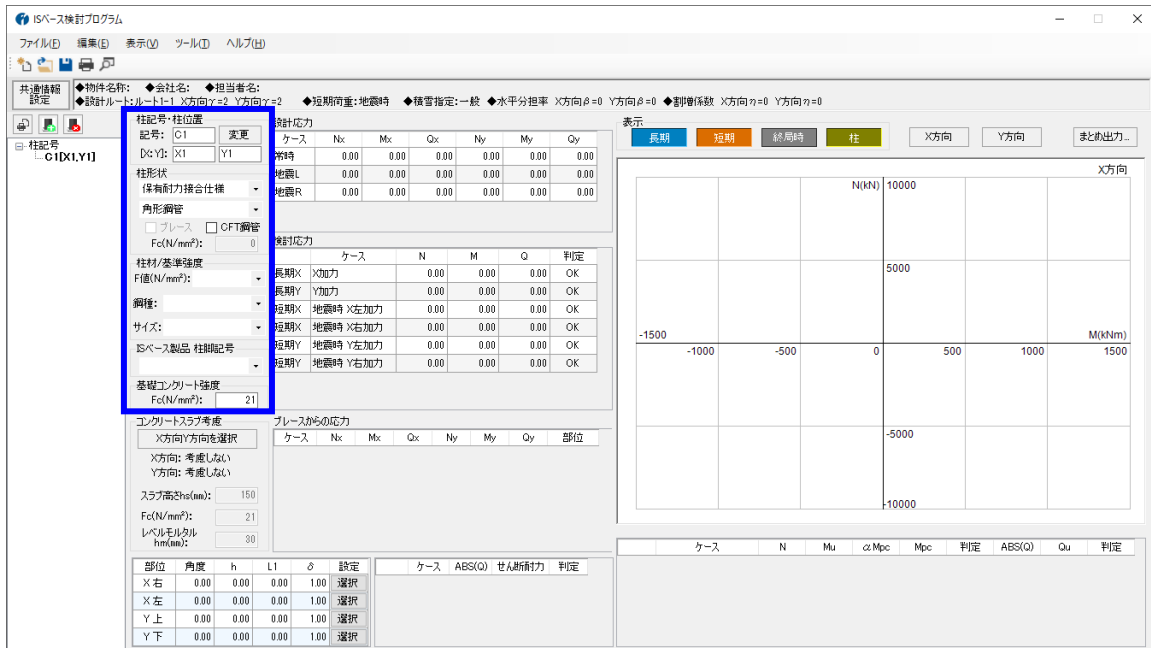 ISベース検討プログラム
ファイル(F) 編集(E) 表示(V) ツール(T) ヘルプ(H)
共通情報
設定
◆物件名称: ◆会社名: ◆担当者名:
◆設計ルート:ルート1-1 X方向γ=2 Y方向γ=2 ◆短期荷重:地震時 ◆積雪指定:一般 ◆水平分担率 X方向β=0 Y方向β=0 ◆割増係数 X方向η=0 Y方向η=0
柱記号
C1[X1,Y1]
柱記号・柱位置
記号: C1 変更
[X:Y]: X1 Y1
柱形状
保有耐力接合仕様
角形鋼管
ブレース CFT鋼管
Fc(N/mm²): 0
柱材/基準強度
F値(N/mm²):
鋼種:
サイズ:
ISベース製品 柱脚記号
基礎コンクリート強度
Fc(N/mm²): 21
コンクリートスラブ考慮
X方向Y方向を選択
X方向: 考慮しない
Y方向: 考慮しない
スラブ高さhs(mm): 150
Fc(N/mm²): 21
レベルモルタル
hm(mm): 30
設計応力
ケース Nx Mx Qx Ny My Qy
常時 0.00 0.00 0.00 0.00 0.00 0.00
地震L 0.00 0.00 0.00 0.00 0.00 0.00
地震R 0.00 0.00 0.00 0.00 0.00 0.00
検討応力
ケース N M Q 判定
長期X X加力 0.00 0.00 0.00 OK
長期Y Y加力 0.00 0.00 0.00 OK
短期X 地震時 X左加力 0.00 0.00 0.00 OK
短期X 地震時 X右加力 0.00 0.00 0.00 OK
短期Y 地震時 Y左加力 0.00 0.00 0.00 OK
短期Y 地震時 Y右加力 0.00 0.00 0.00 OK
ブレースからの応力
ケース Nx Mx Qx Ny My Qy 部位
部位 角度 h L1 δ 設定
X右 0.00 0.00 0.00 1.00 選択
X左 0.00 0.00 0.00 1.00 選択
Y上 0.00 0.00 0.00 1.00 選択
Y下 0.00 0.00 0.00 1.00 選択
ケース ABS(Q) せん断耐力 判定
表示
長期 短期 終局時 柱 X方向 Y方向 まとめ出力...
X方向
N(kN) 10000
5000
-1500 M(kNm)
-1000 -500 0 500 1000 1500
-5000
-10000
ケース N Mu αMpc Mpc 判定 ABS(Q) Qu 判定